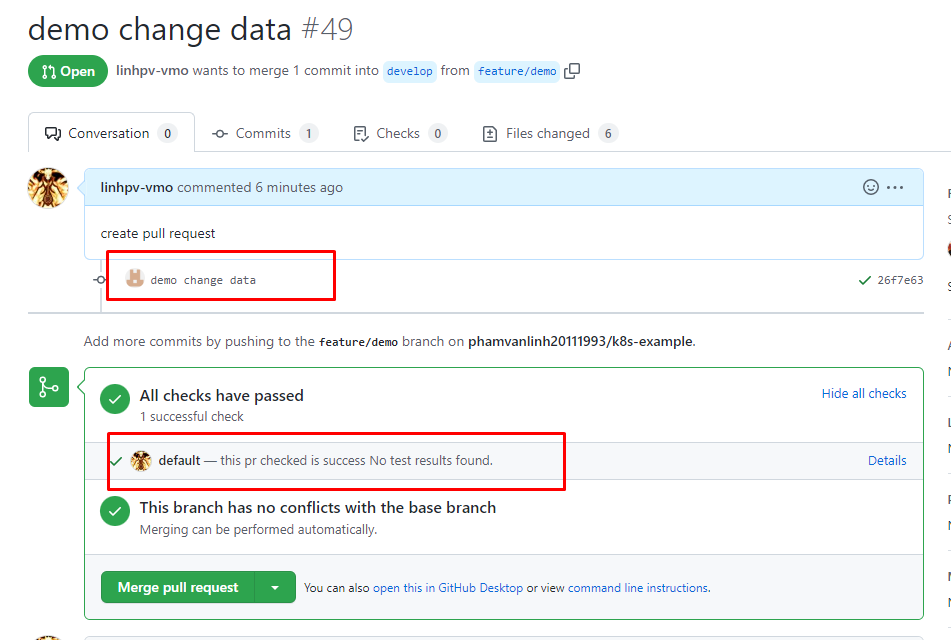 demo change data #49
Open linhpv-vmo wants to merge 1 commit into develop from feature/demo
Conversation 0 Commits 1 Checks 0 Files changed 6
linhpv-vmo commented 6 minutes ago
create pull request
demo change data 26f7e63
Add more commits by pushing to the feature/demo branch on phamvanlinh20111993/k8s-example.
All checks have passed Hide all checks
1 successful check
default — this pr checked is success No test results found. Details
This branch has no conflicts with the base branch
Merging can be performed automatically.
Merge pull request You can also open this in GitHub Desktop or view command line instructions.